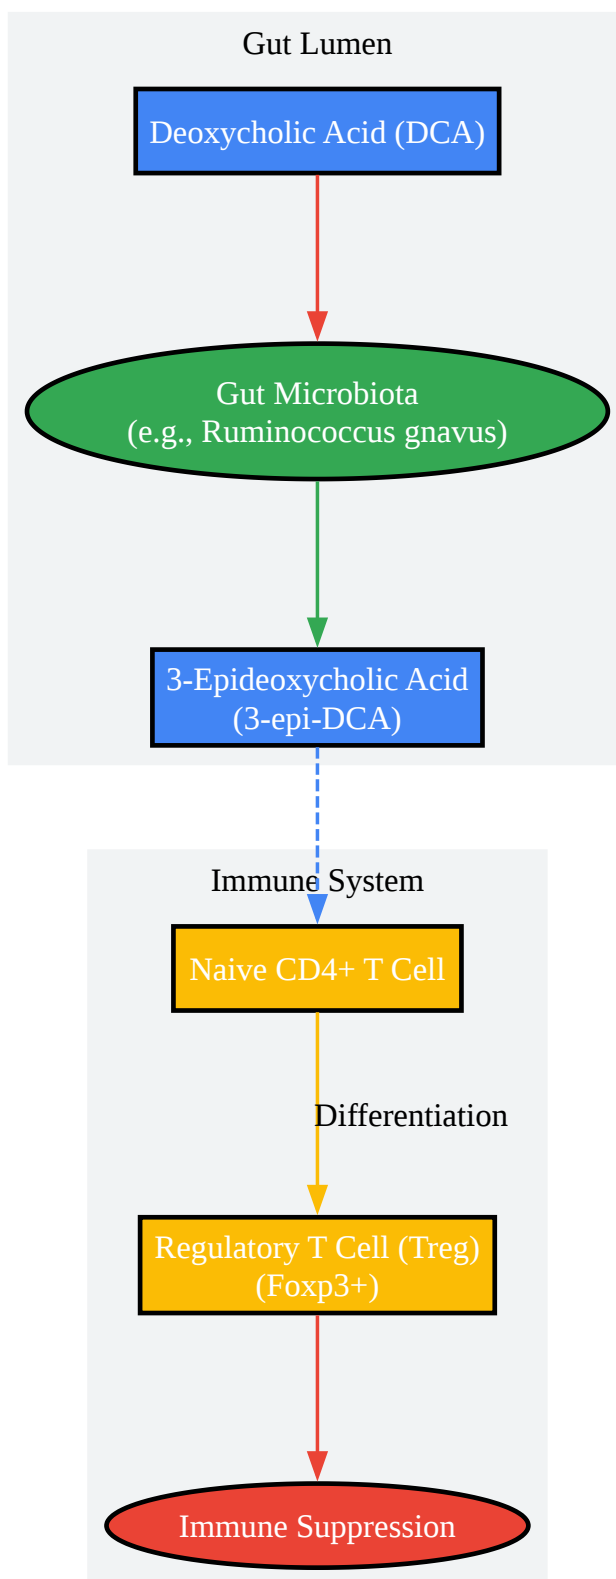 Gut Lumen
Deoxycholic Acid (DCA)
Gut Microbiota
(e.g., Ruminococcus gnavus)
3-Epideoxycholic Acid
(3-epi-DCA)
Immune System
Naive CD4+ T Cell
Differentiation
Regulatory T Cell (Treg)
(Foxp3+)
Immune Suppression